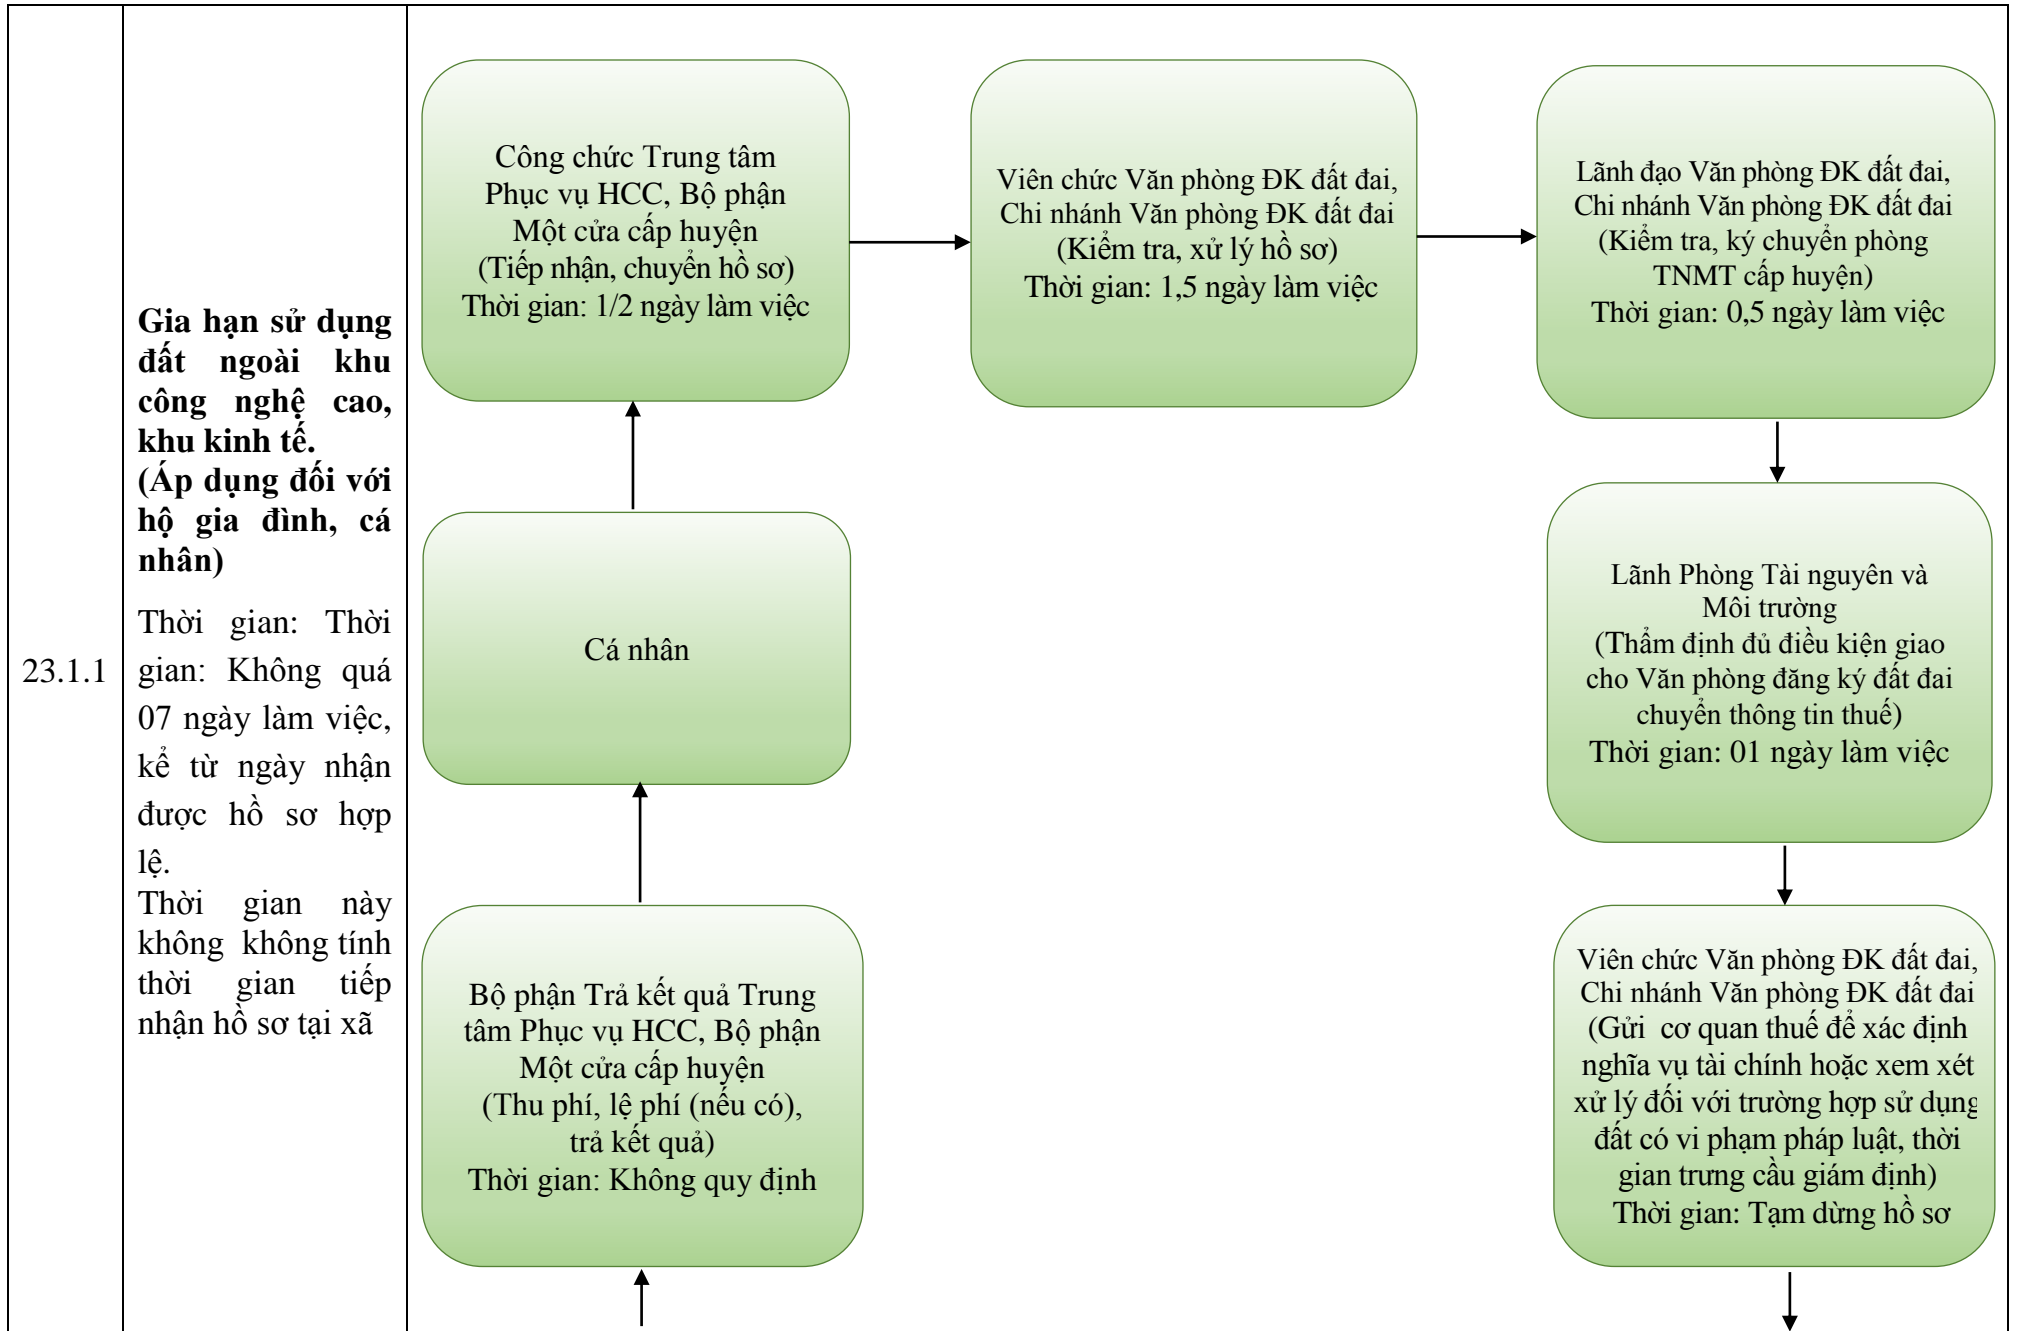 23.1.1
Gia hạn sử dụng
đất ngoài khu
công nghệ cao,
khu kinh tế.
(Áp dụng đối với
hộ gia đình, cá
nhân)
Thời gian: Thời
gian: Không quá
07 ngày làm việc,
kể từ ngày nhận
được hồ sơ hợp
lệ.
Thời gian này
không không tính
thời gian tiếp
nhận hồ sơ tại xã
Công chức Trung tâm
Phục vụ HCC, Bộ phận
Một cửa cấp huyện
(Tiếp nhận, chuyển hồ sơ)
Thời gian: 1/2 ngày làm việc
Viên chức Văn phòng ĐK đất đai,
Chi nhánh Văn phòng ĐK đất đai
(Kiểm tra, xử lý hồ sơ)
Thời gian: 1,5 ngày làm việc
Lãnh đạo Văn phòng ĐK đất đai,
Chi nhánh Văn phòng ĐK đất đai
(Kiểm tra, ký chuyển phòng
TNMT cấp huyện)
Thời gian: 0,5 ngày làm việc
Lãnh Phòng Tài nguyên và
Môi trường
(Thẩm định đủ điều kiện giao
cho Văn phòng đăng ký đất đai
chuyển thông tin thuế)
Thời gian: 01 ngày làm việc
Viên chức Văn phòng ĐK đất đai,
Chi nhánh Văn phòng ĐK đất đai
(Gửi cơ quan thuế để xác định
nghĩa vụ tài chính hoặc xem xét
xử lý đối với trường hợp sử dụng
đất có vi phạm pháp luật, thời
gian trưng cầu giám định)
Thời gian: Tạm dừng hồ sơ
Cá nhân
Bộ phận Trả kết quả Trung
tâm Phục vụ HCC, Bộ phận
Một cửa cấp huyện
(Thu phí, lệ phí (nếu có),
trả kết quả)
Thời gian: Không quy định